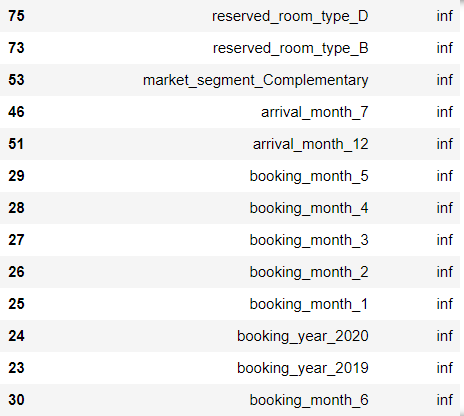 75 reserved_room_type_D inf
73 reserved_room_type_B inf
53 market_segment_Complementary inf
46 arrival_month_7 inf
51 arrival_month_12 inf
29 booking_month_5 inf
28 booking_month_4 inf
27 booking_month_3 inf
26 booking_month_2 inf
25 booking_month_1 inf
24 booking_year_2020 inf
23 booking_year_2019 inf
30 booking_month_6 inf